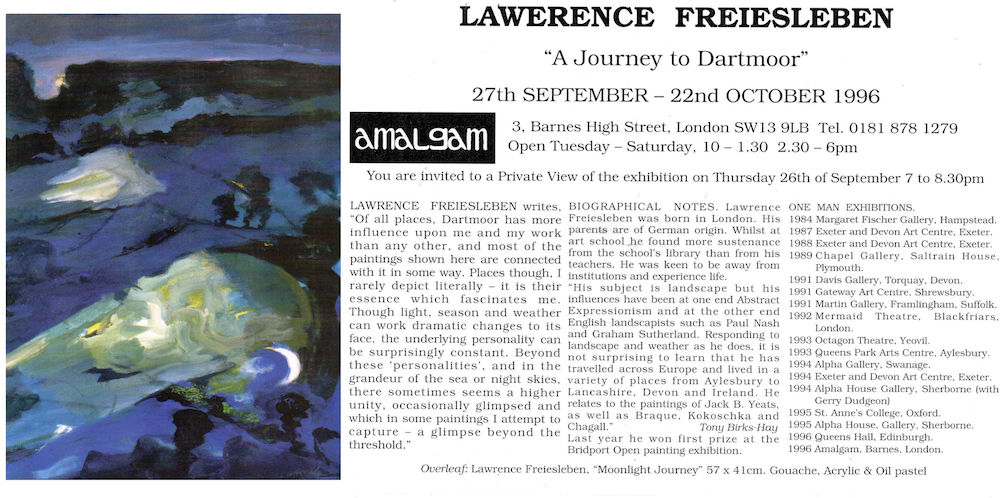 LAWERENCE FREIESLEBEN
“A Journey to Dartmoor”
27th SEPTEMBER – 22nd OCTOBER 1996
amalgam
3, Barnes High Street, London SW13 9LB Tel. 0181 878 1279
Open Tuesday – Saturday, 10 – 1.30 2.30 – 6pm
You are invited to a Private View of the exhibition on Thursday 26th of September 7 to 8.30pm
LAWRENCE FREIESLEBEN writes,
“Of all places, Dartmoor has more
influence upon me and my work
than any other, and most of the
paintings shown here are connected
with it in some way. Places though, I
rarely depict literally – it is their
essence which fascinates me.
Though light, season and weather
can work dramatic changes to its
face, the underlying personality can
be surprisingly constant. Beyond
these ‘personalities’, and in the
grandeur of the sea or night skies,
there sometimes seems a higher
unity, occasionally glimpsed and
which in some paintings I attempt to
capture – a glimpse beyond the
threshold.”
BIOGRAPHICAL NOTES. Lawrence
Freiesleben was born in London. His
parents are of German origin. Whilst at
art school he found more sustenance
from the school’s library than from his
teachers. He was keen to be away from
institutions and experience life.
“His subject is landscape but his
influences have been at one end Abstract
Expressionism and at the other end
English landscapists such as Paul Nash
and Graham Sutherland. Responding to
landscape and weather as he does, it is
not surprising to learn that he has
travelled across Europe and lived in a
variety of places from Aylesbury to
Lancashire, Devon and Ireland. He
relates to the paintings of Jack B. Yeats,
as well as Braque, Kokoschka and
Chagall.” Tony Birks-Hay
Last year he won first prize at the
Bridport Open painting exhibition.
ONE MAN EXHIBITIONS.
1984 Margaret Fischer Gallery, Hampstead.
1987 Exeter and Devon Art Centre, Exeter.
1988 Exeter and Devon Art Centre, Exeter.
1989 Chapel Gallery, Saltrain House,
Plymouth.
1991 Davis Gallery, Torquay, Devon.
1991 Gateway Art Centre, Shrewsbury.
1991 Martin Gallery, Framlingham, Suffolk.
1992 Mermaid Theatre, Blackfriars,
London.
1993 Octagon Theatre, Yeovil.
1993 Queens Park Arts Centre, Aylesbury.
1994 Alpha Gallery, Swanage.
1994 Exeter and Devon Art Centre, Exeter.
1994 Alpha House Gallery, Sherborne (with
Gerry Dudgeon)
1995 St. Anne’s College, Oxford.
1995 Alpha House, Gallery, Sherborne.
1996 Queens Hall, Edinburgh.
1996 Amalgam, Barnes, London.
Overleaf: Lawrence Freiesleben, “Moonlight Journey” 57 x 41cm. Gouache, Acrylic & Oil pastel